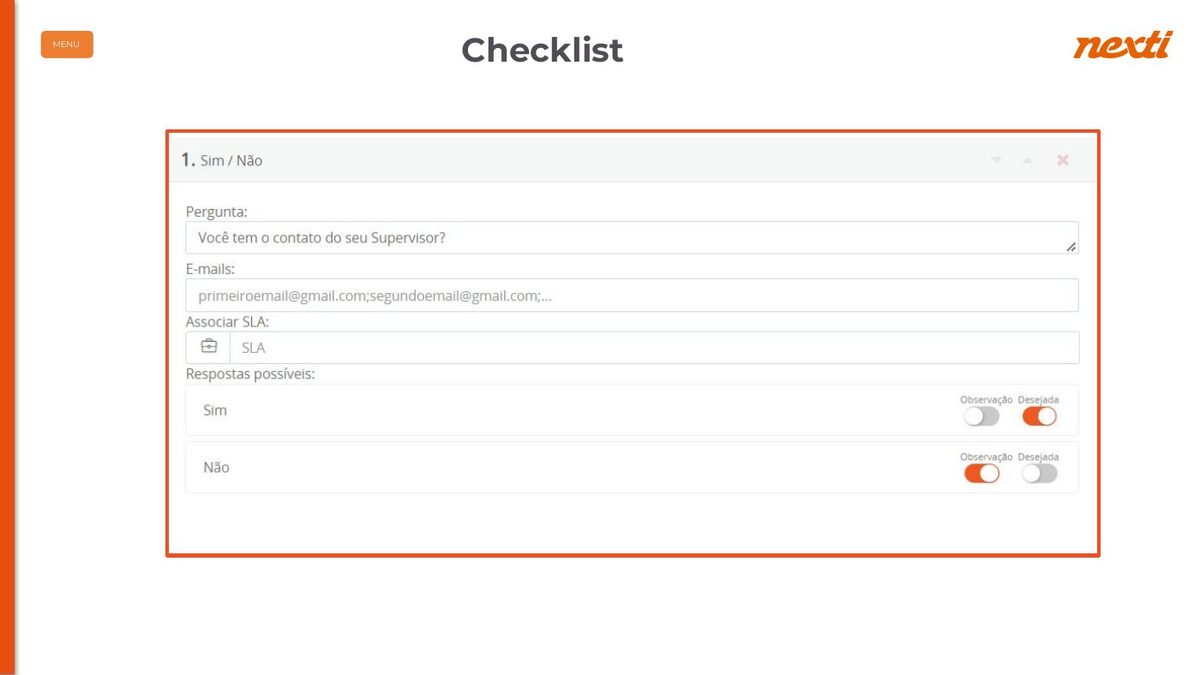 MENU
Checklist
nexti
1. Sim / Não
Pergunta:
Você tem o contato do seu Supervisor?
E-mails:
primeiroemail@gmail.com;segundoemail@gmail.com;...
Associar SLA:
SLA
Respostas possíveis:
Observação Desejada
Sim
Observação Desejada
Não